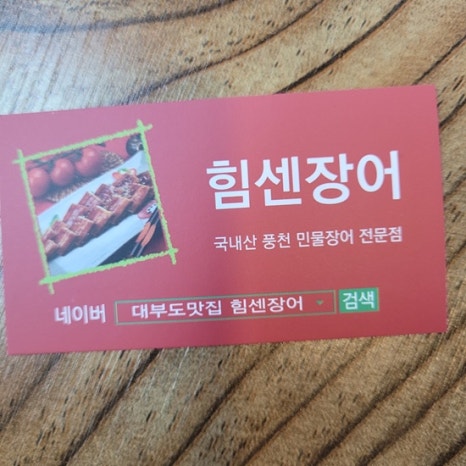 힘센장어
국내산 풍천 민물장어 전문점
네이버 대부도맛집 힘센장어 검색